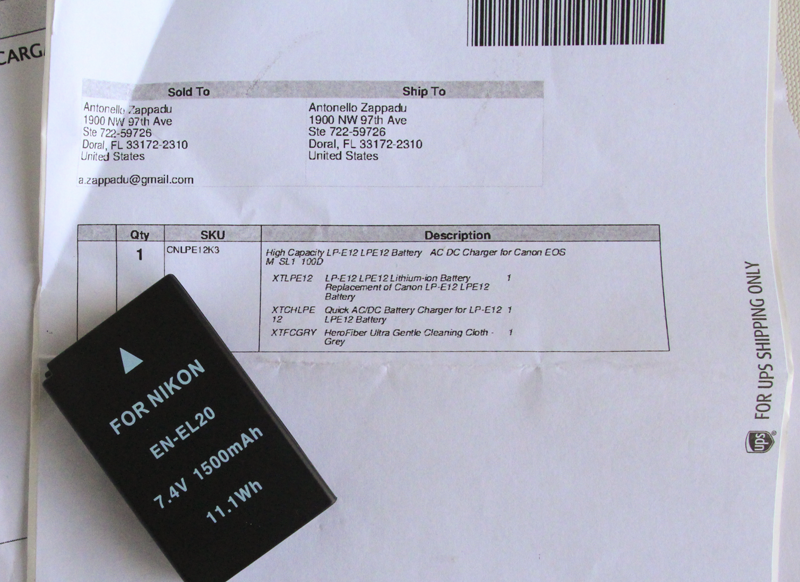 CARGA
Sold To
Ship To
Antonello Zappadu
1900 NW 97th Ave
Ste 722-59726
Doral, FL 33172-2310
United States
a.zappadu@gmail.com
Antonello Zappadu
1900 NW 97th Ave
Ste 722-59726
Doral, FL 33172-2310
United States
Qty SKU Description
1 CNLPE12K3 High Capacity LP-E12 LPE12 Battery AC DC Charger for Canon EOS
M SL1 100D
XTLPE12 LP-E12 LPE12 Lithium-ion Battery 1
Replacement of Canon LP-E12 LPE12
Battery
XTCHLPE Quick AC/DC Battery Charger for LP-E12 1
12 LPE12 Battery
XTFCGRY HeroFiber Ultra Gentle Cleaning Cloth - 1
Grey
FOR NIKON
EN-EL20
7.4V 1500mAh
11.1Wh
ups FOR UPS SHIPPING ONLY